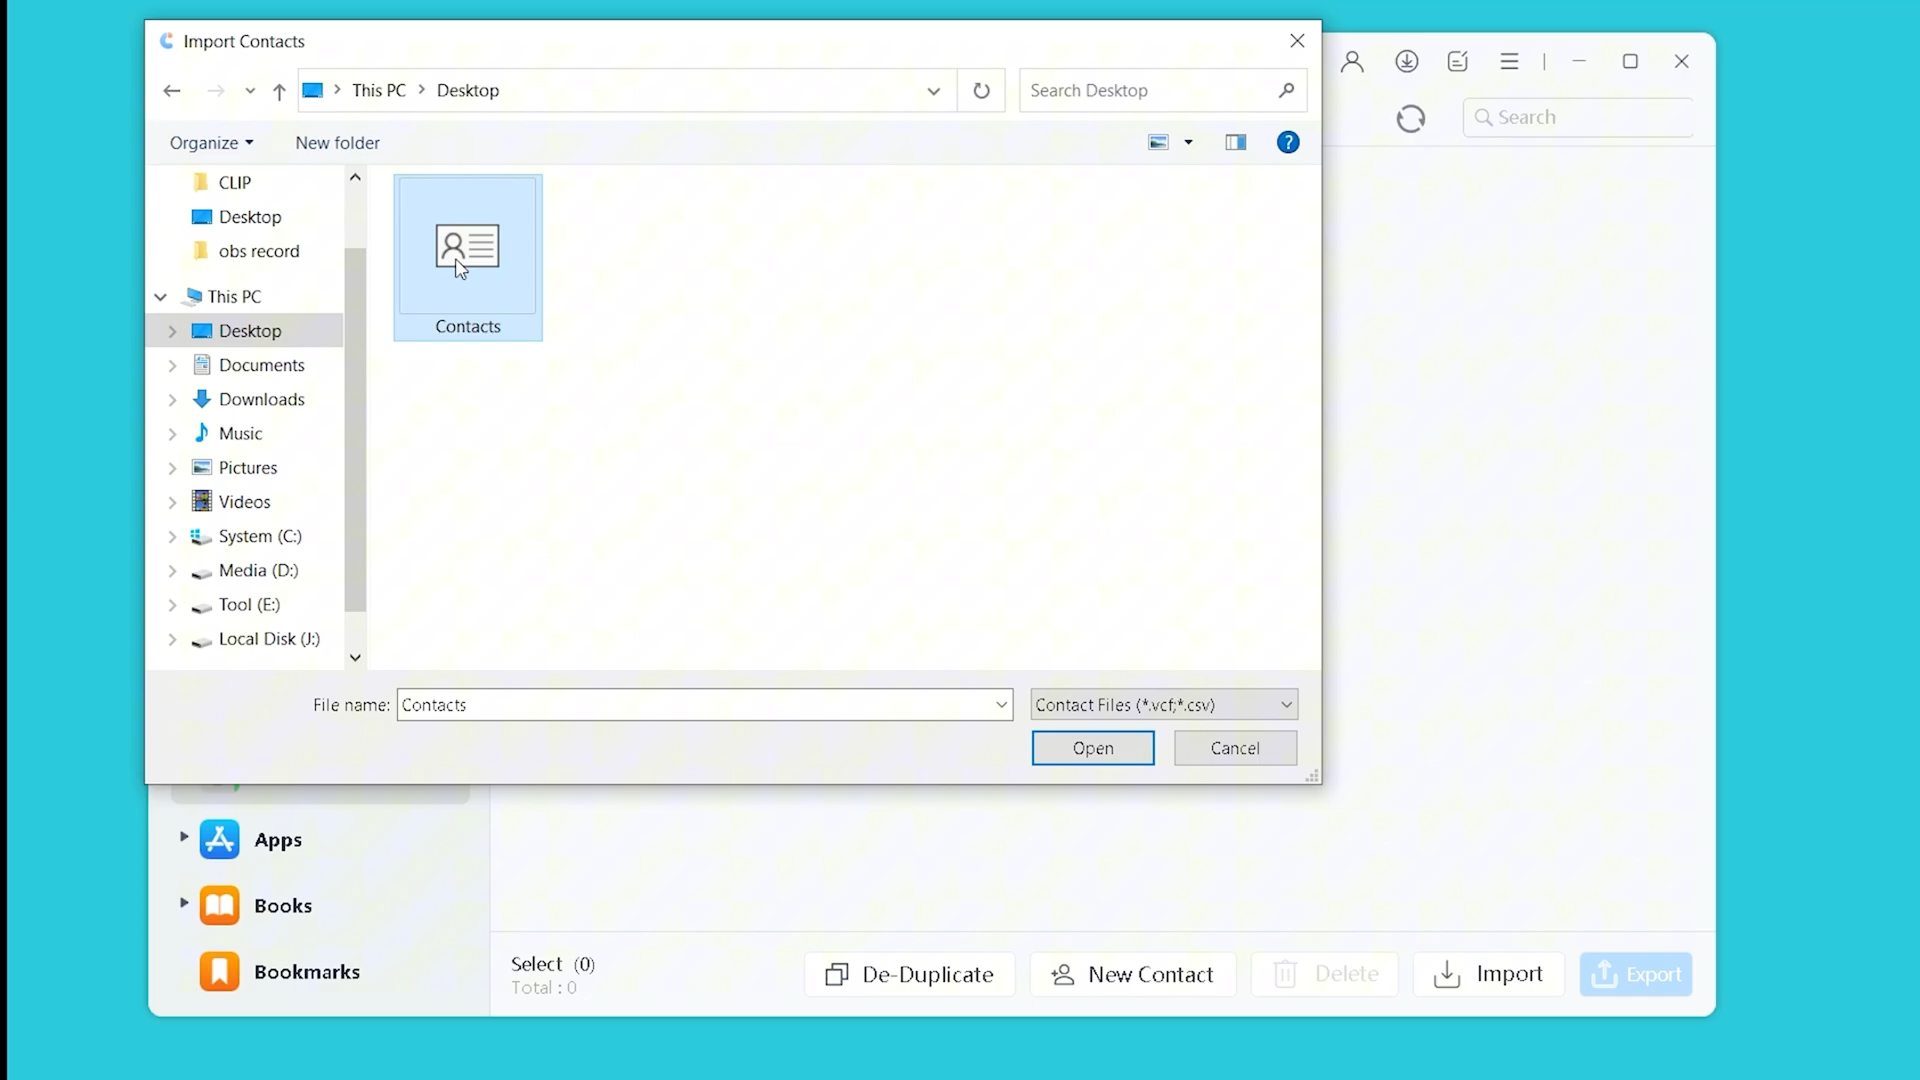 Import Contacts
This PC
Desktop
Search Desktop
Search
Organize
New folder
?
CLIP
Desktop
obs record
This PC
Desktop
Documents
Downloads
Music
Pictures
Videos
System (C:)
Media (D:)
Tool (E:)
Local Disk (J:)
Contacts
File name:
Contacts
Contact Files (*.vcf;*.csv)
Open
Cancel
Apps
Books
Bookmarks
Select (0)
Total : 0
De-Duplicate
New Contact
Delete
Import
Export